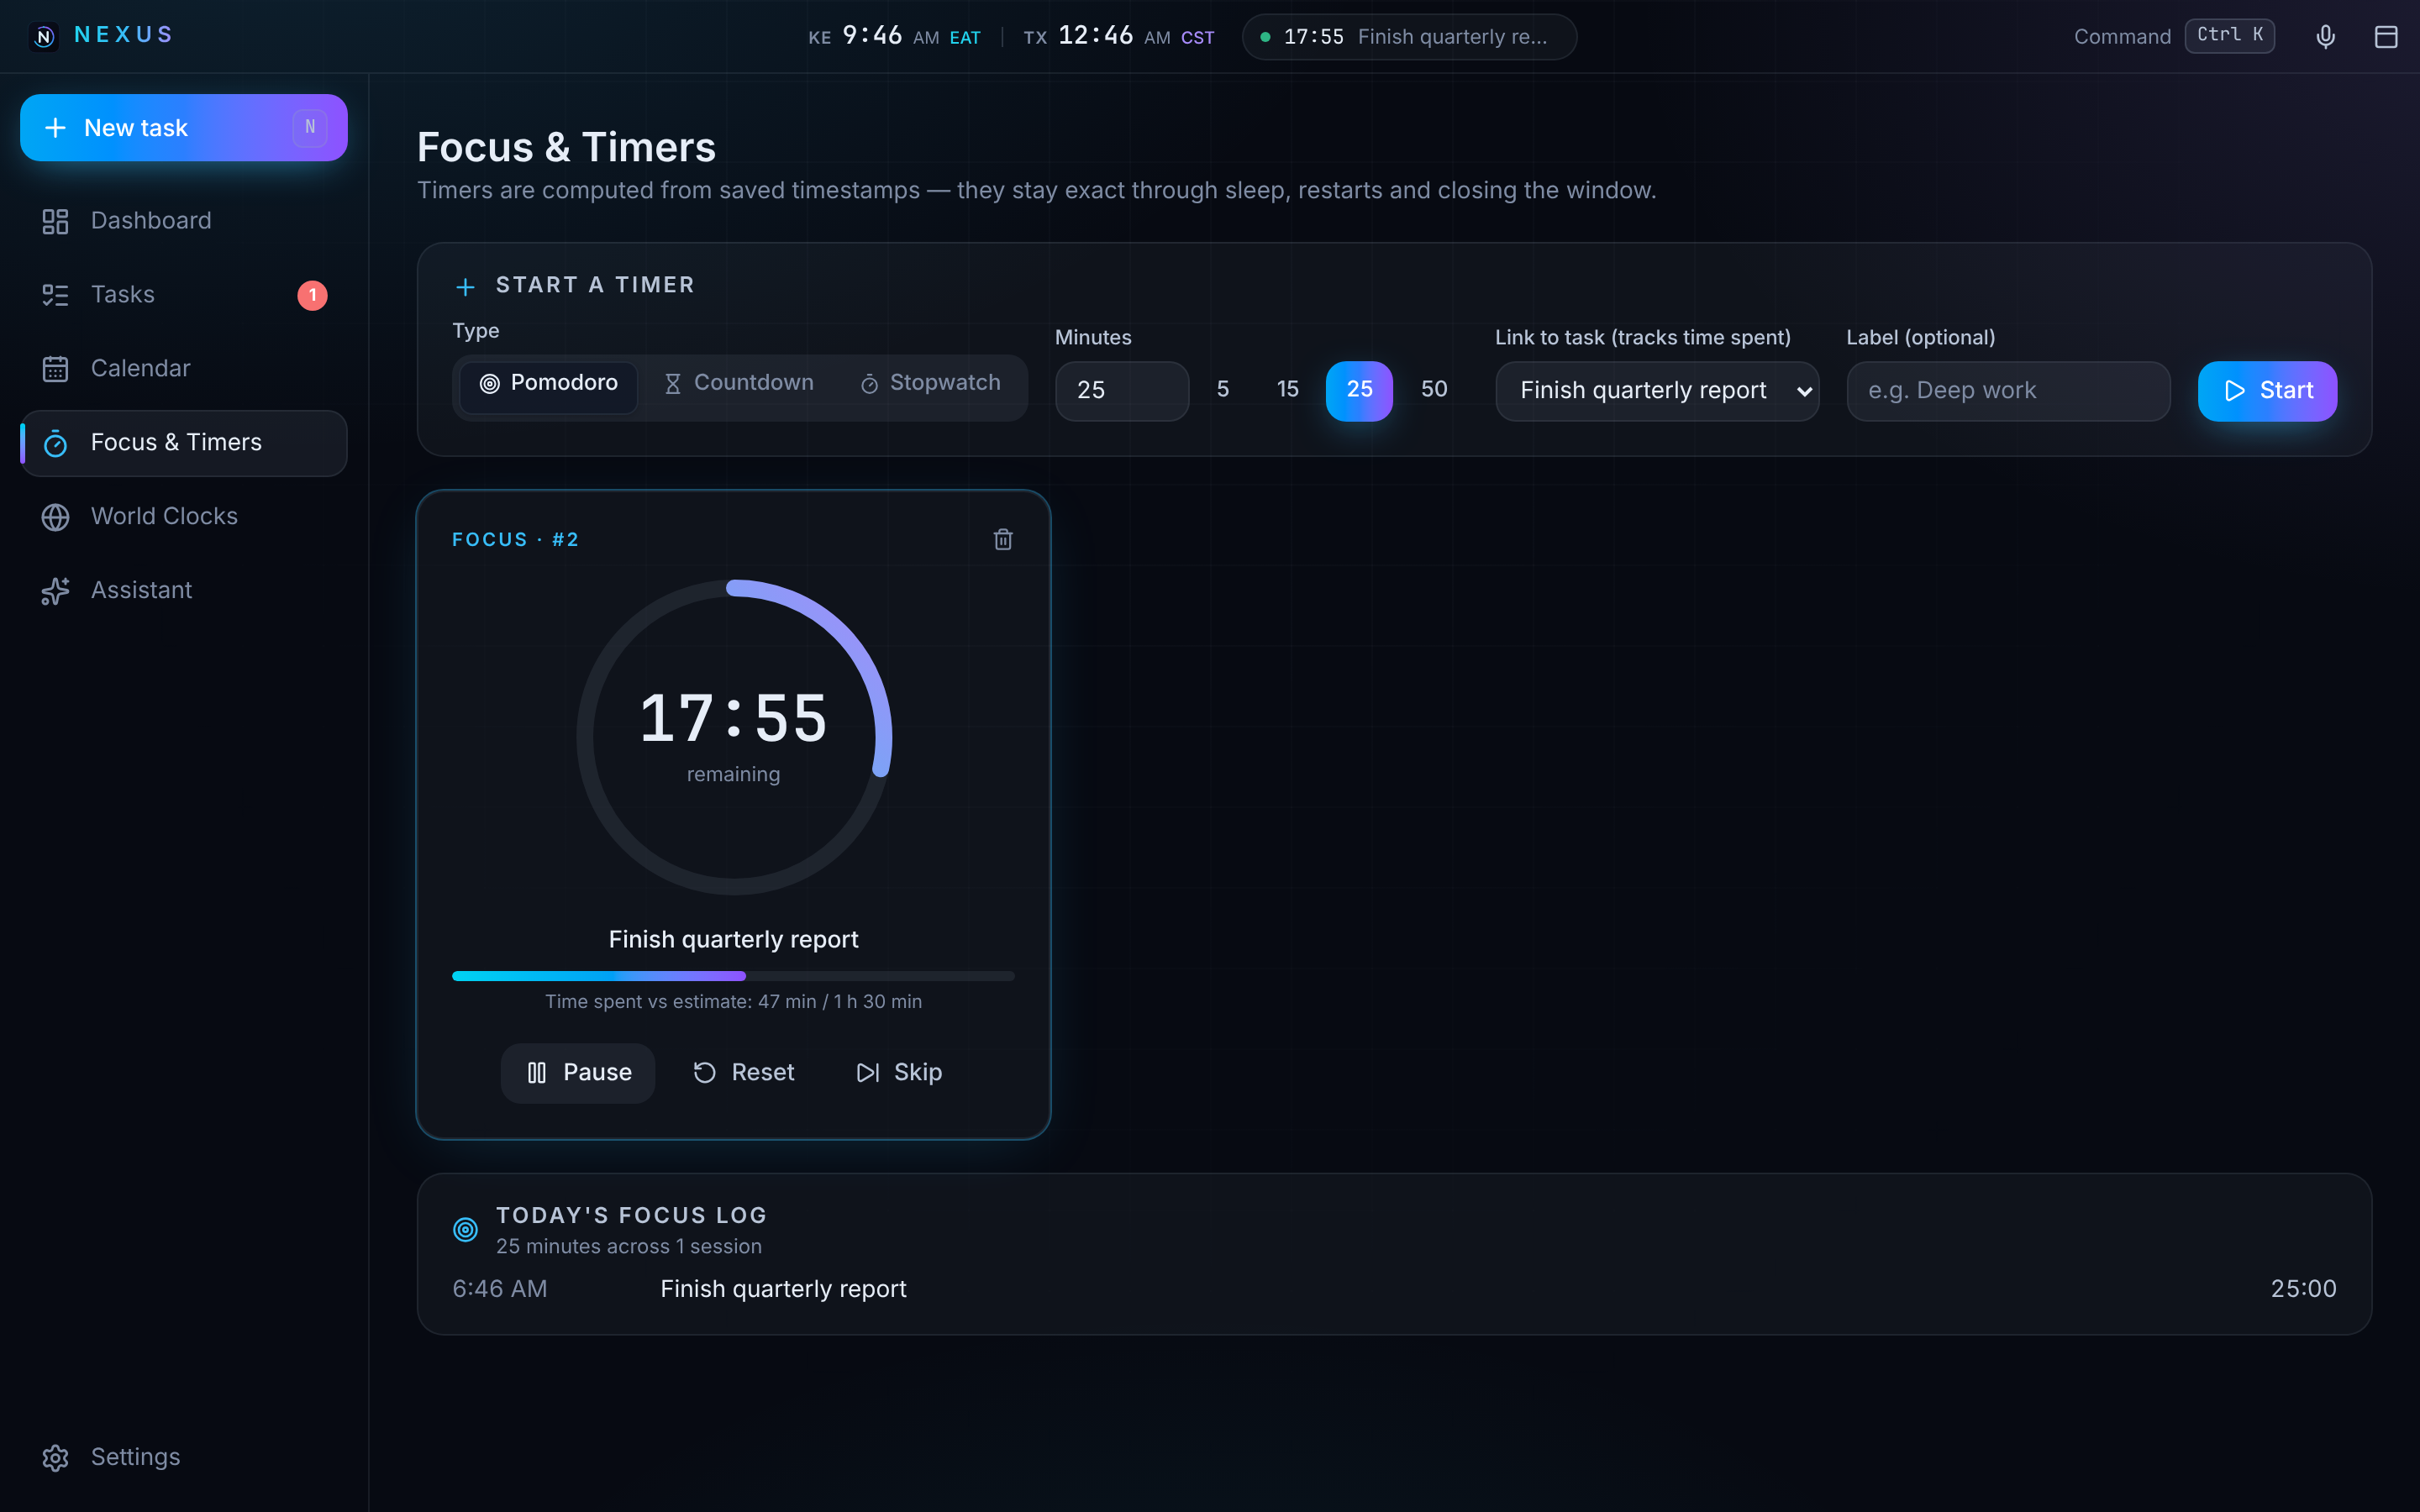 NEXUS
KE 9:46 AM EAT | TX 12:46 AM CST
17:55 Finish quarterly re...
Command Ctrl K
New task N
Dashboard
Tasks 1
Calendar
Focus & Timers
World Clocks
Assistant
Settings
Focus & Timers
Timers are computed from saved timestamps — they stay exact through sleep, restarts and closing the window.
START A TIMER
Type
Pomodoro Countdown Stopwatch
Minutes
25 5 15 25 50
Link to task (tracks time spent)
Finish quarterly report
Label (optional)
e.g. Deep work
Start
FOCUS · #2
17:55
remaining
Finish quarterly report
Time spent vs estimate: 47 min / 1 h 30 min
Pause Reset Skip
TODAY'S FOCUS LOG
25 minutes across 1 session
6:46 AM Finish quarterly report 25:00